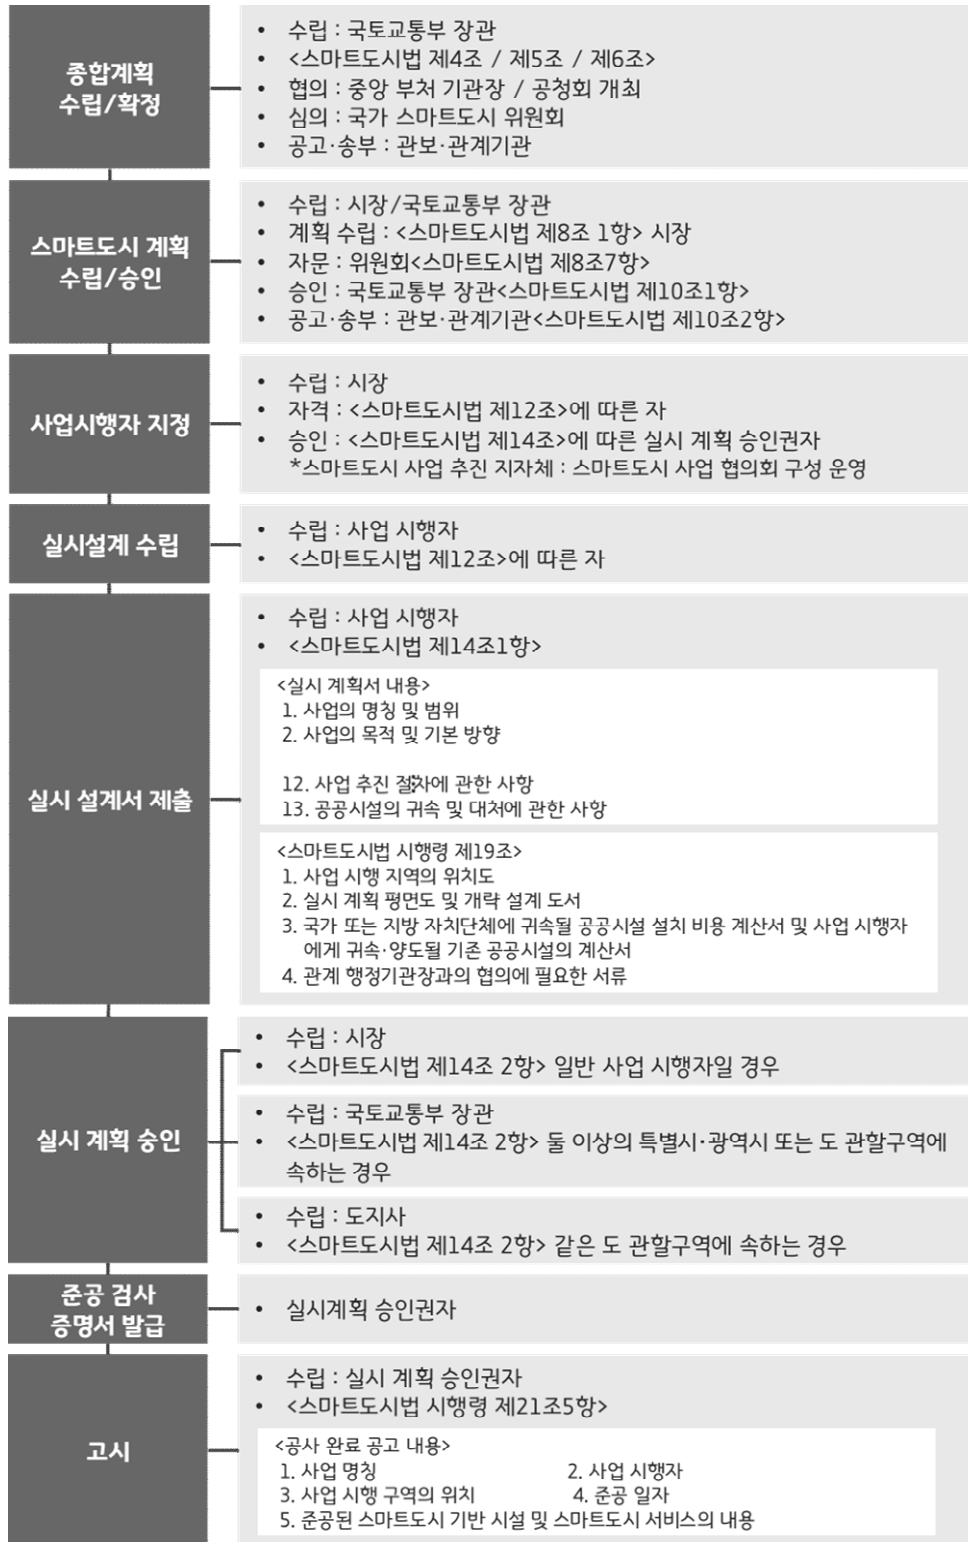 종합계획
수립/확정
• 수립 : 국토교통부 장관
• <스마트도시법 제4조 / 제5조 / 제6조>
• 협의 : 중앙 부처 기관장 / 공청회 개최
• 심의 : 국가 스마트도시 위원회
• 공고·송부 : 관보·관계기관
스마트도시 계획
수립/승인
• 수립 : 시장/국토교통부 장관
• 계획 수립 : <스마트도시법 제8조 1항> 시장
• 자문 : 위원회<스마트도시법 제8조7항>
• 승인 : 국토교통부 장관<스마트도시법 제10조1항>
• 공고·송부 : 관보·관계기관<스마트도시법 제10조2항>
사업시행자 지정
• 수립 : 시장
• 자격 : <스마트도시법 제12조>에 따른 자
• 승인 : <스마트도시법 제14조>에 따른 실시 계획 승인권자
*스마트도시 사업 추진 지자체 : 스마트도시 사업 협의회 구성 운영
실시설계 수립
• 수립 : 사업 시행자
• <스마트도시법 제12조>에 따른 자
실시 설계서 제출
• 수립 : 사업 시행자
• <스마트도시법 제14조1항>
<실시 계획서 내용>
1. 사업의 명칭 및 범위
2. 사업의 목적 및 기본 방향
12. 사업 추진 절차에 관한 사항
13. 공공시설의 귀속 및 대처에 관한 사항
<스마트도시법 시행령 제19조>
1. 사업 시행 지역의 위치도
2. 실시 계획 평면도 및 개략 설계 도서
3. 국가 또는 지방 자치단체에 귀속될 공공시설 설치 비용 계산서 및 사업 시행자
에게 귀속·양도될 기존 공공시설의 계산서
4. 관계 행정기관장과의 협의에 필요한 서류
실시 계획 승인
• 수립 : 시장
• <스마트도시법 제14조 2항> 일반 사업 시행자일 경우
• 수립 : 국토교통부 장관
• <스마트도시법 제14조 2항> 둘 이상의 특별시·광역시 또는 도 관할구역에
속하는 경우
• 수립 : 도지사
• <스마트도시법 제14조 2항> 같은 도 관할구역에 속하는 경우
준공 검사
증명서 발급
• 실시계획 승인권자
고시
• 수립 : 실시 계획 승인권자
• <스마트도시법 시행령 제21조5항>
<공사 완료 공고 내용>
1. 사업 명칭 2. 사업 시행자
3. 사업 시행 구역의 위치 4. 준공 일자
5. 준공된 스마트도시 기반 시설 및 스마트도시 서비스의 내용